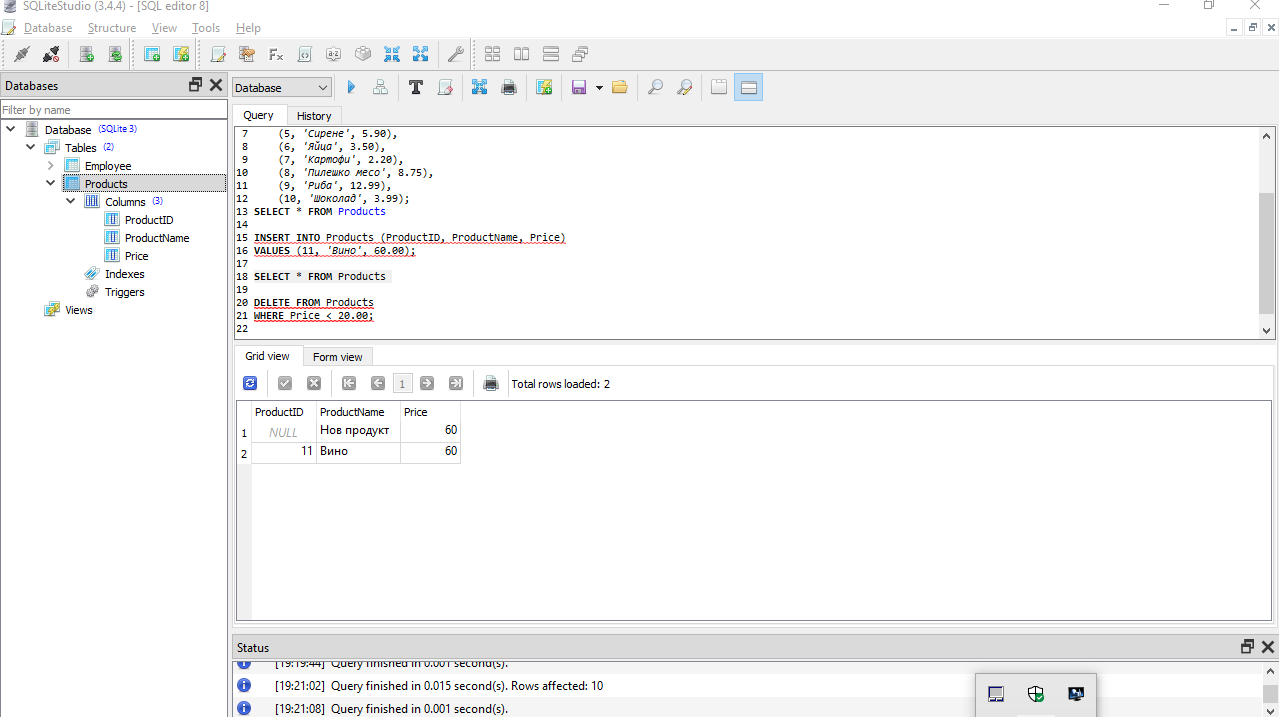 SQLiteStudio (3.4.4) - [SQL editor 8]
Database Structure View Tools Help
Databases
Database
Filter by name
Query History
Database (SQLite 3)
Tables (2)
Employee
Products
Columns (3)
ProductID
ProductName
Price
Indexes
Triggers
Views
7 (5, 'Сирене', 5.90),
8 (6, 'Яйца', 3.50),
9 (7, 'Картофи', 2.20),
10 (8, 'Пилешко месо', 8.75),
11 (9, 'Риба', 12.99),
12 (10, 'Шоколад', 3.99);
13 SELECT * FROM Products
14
15 INSERT INTO Products (ProductID, ProductName, Price)
16 VALUES (11, 'Вино', 60.00);
17
18 SELECT * FROM Products
19
20 DELETE FROM Products
21 WHERE Price < 20.00;
22
Grid view Form view
1 Total rows loaded: 2
ProductID ProductName Price
1 NULL Нов продукт 60
2 11 Вино 60
Status
[19:19:44] Query finished in 0.001 second(s).
[19:21:02] Query finished in 0.015 second(s). Rows affected: 10
[19:21:08] Query finished in 0.001 second(s).